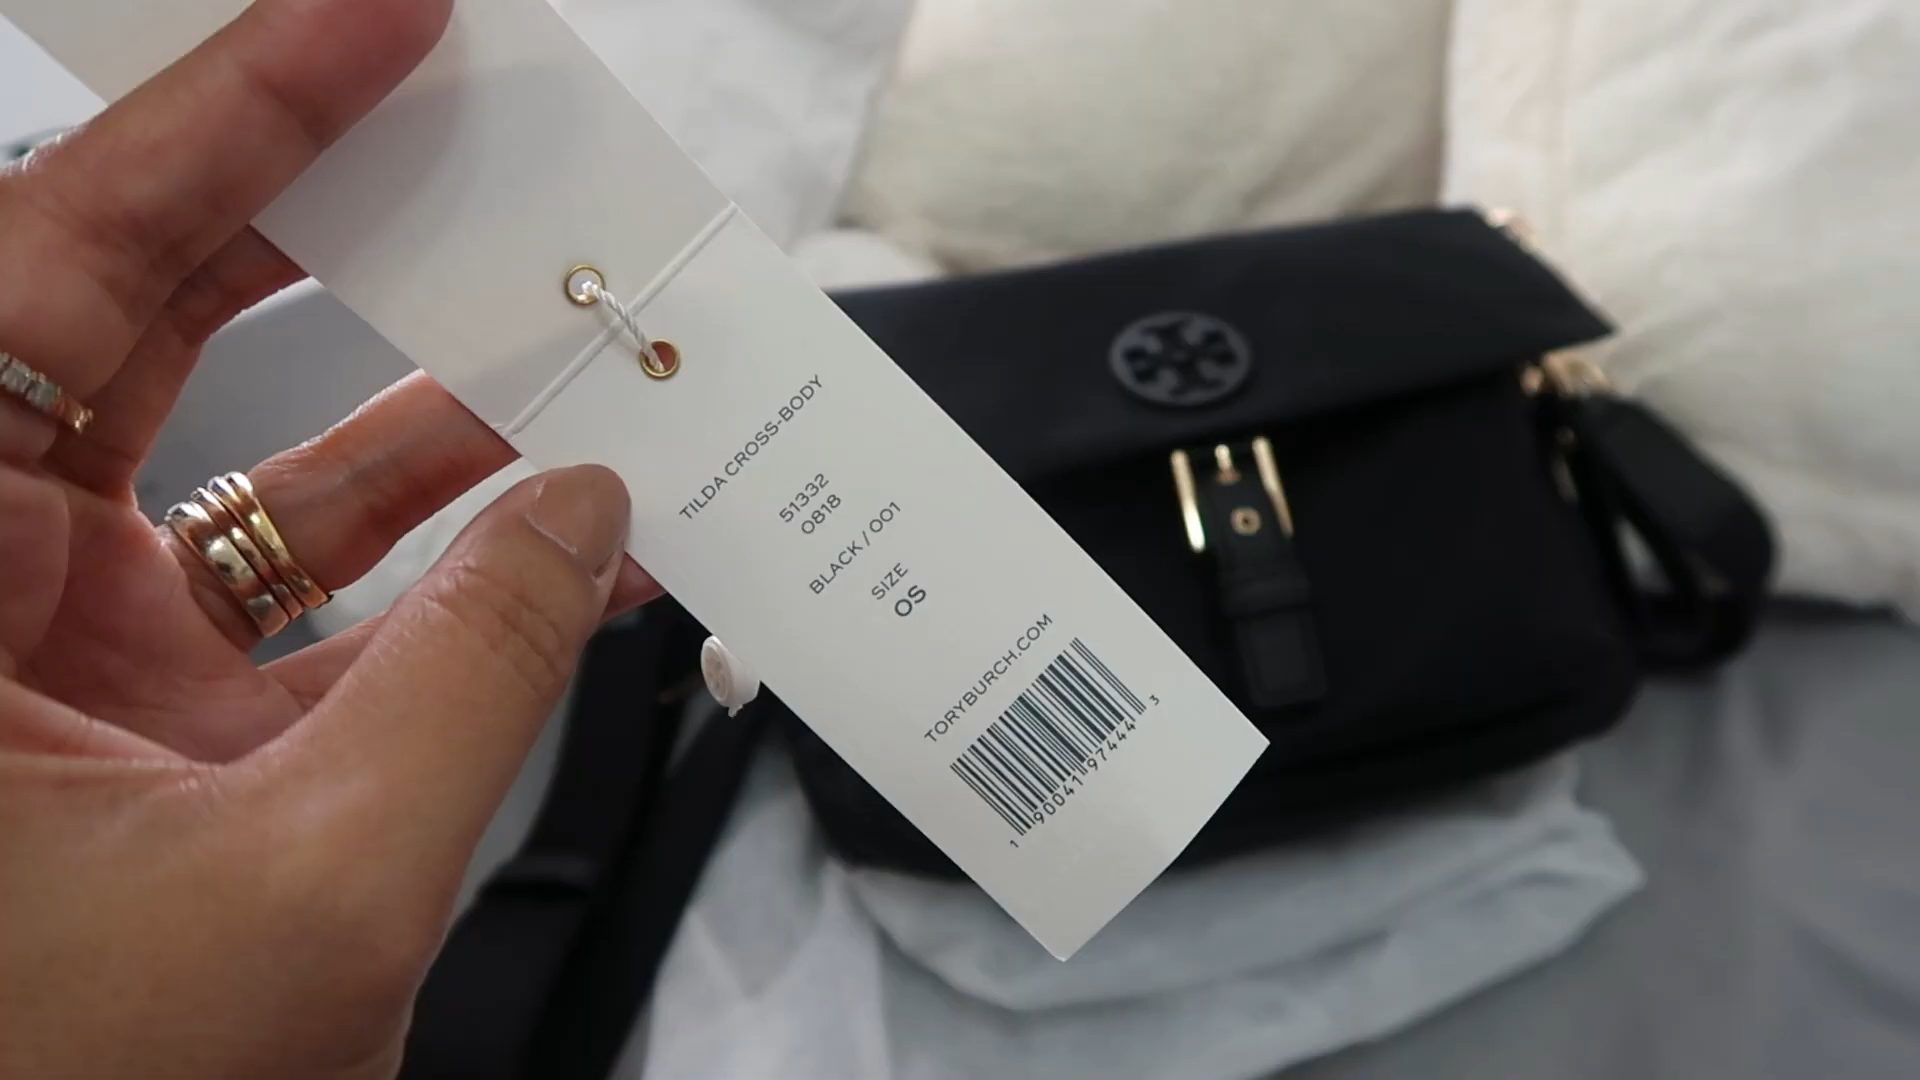 TILDA CROSS-BODY
51332
0818
BLACK / 001
SIZE
OS
TORYBURCH.COM
1 90041 97444 3